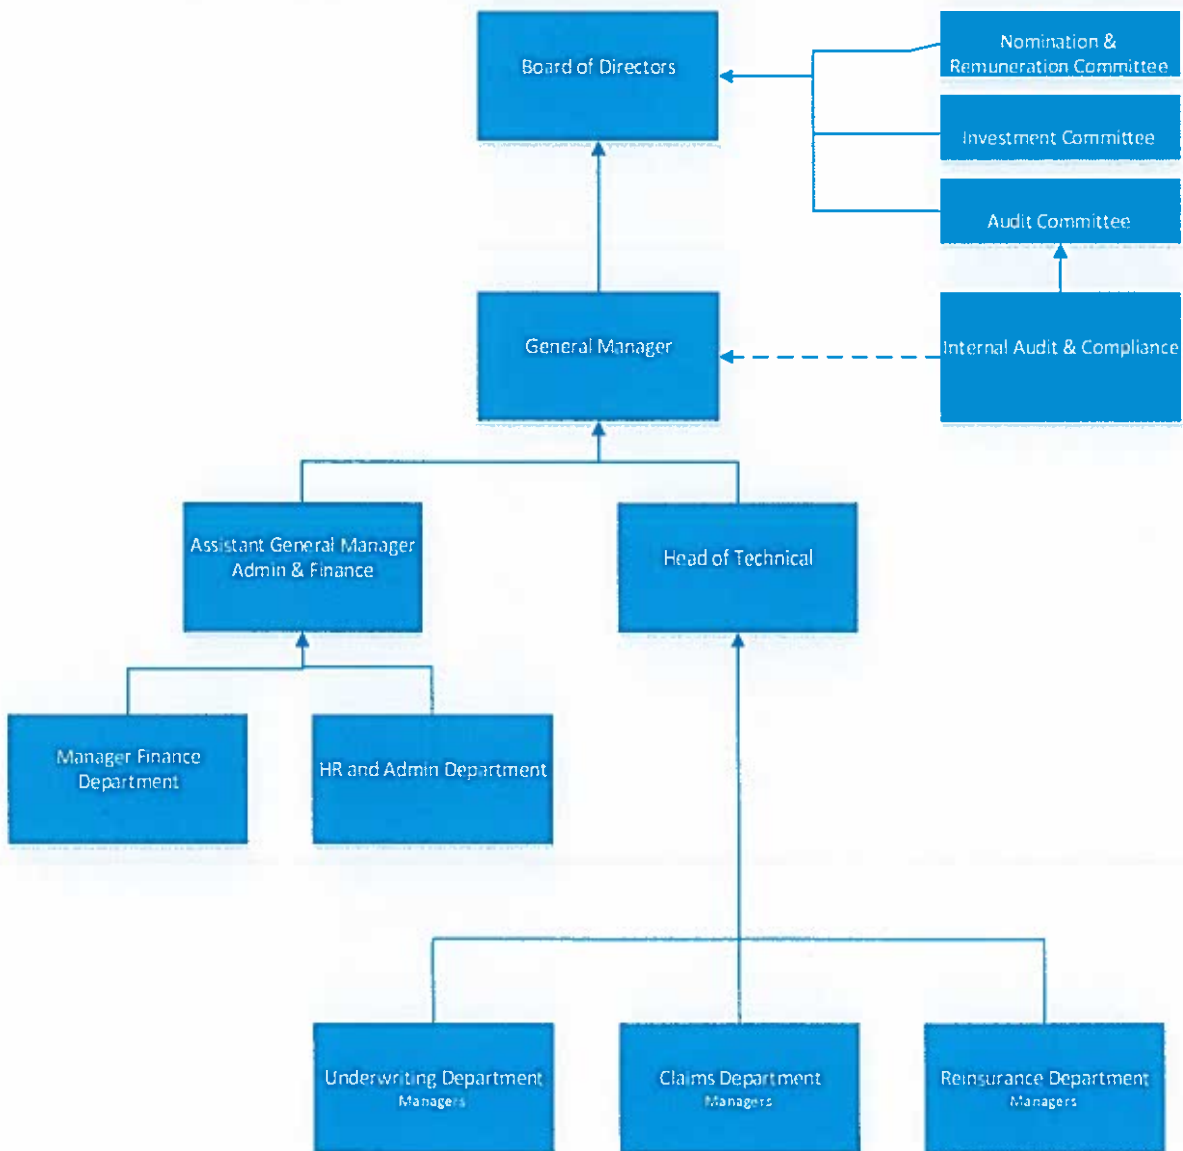 Board of Directors
Nomination &
Remuneration Committee
Investment Committee
Audit Committee
General Manager
Internal Audit & Compliance
Assistant General Manager
Admin & Finance
Head of Technical
Manager Finance
Department
HR and Admin Department
Underwriting Department
Managers
Claims Department
Managers
Reinsurance Department
Managers